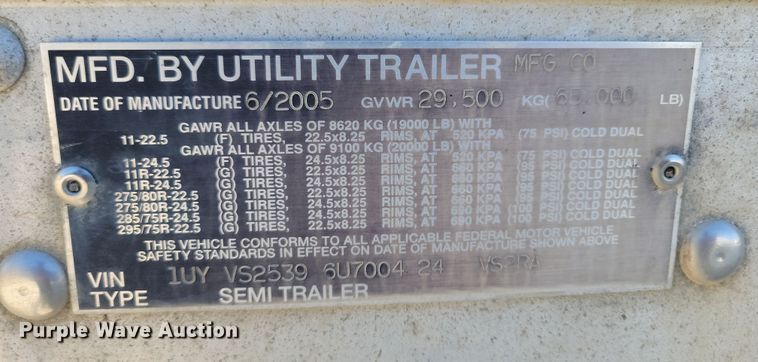 MFD. BY UTILITY TRAILER MFG CO
DATE OF MANUFACTURE 6/2005 GVWR 29,500 KG( 65,000 LB)
GAWR ALL AXLES OF 8620 KG (19000 LB) WITH
11-22.5 (F) TIRES, 22.5x8.25 RIMS, AT 520 KPA (75 PSI) COLD DUAL
GAWR ALL AXLES OF 9100 KG (20000 LB) WITH
11-24.5 (F) TIRES, 24.5x8.25 RIMS, AT 520 KPA (75 PSI) COLD DUAL
11R-22.5 (G) TIRES, 22.5x8.25 RIMS, AT KPA PSI) COLD DUAL
11R-24.5 (G) TIRES, 24.5x8.25 RIMS, AT 660 KPA (95 PSI) COLD DUAL
275/80R-22.5 (G) TIRES, 22.5x8.25 RIMS, AT KPA PSI) COLD DUAL
275/80R-24.5 (G) TIRES, 24.5x8.25 RIMS, AT KPA PSI) COLD DUAL
285/75R-24.5 (G) TIRES, 24.5x8.25 RIMS, AT KPA PSI) COLD DUAL
295/75R-22.5 (G) TIRES, 22.5x8.25 RIMS, AT KPA (100 PSI) COLD DUAL
THIS VEHICLE CONFORMS TO ALL APPLICABLE FEDERAL MOTOR VEHICLE
SAFETY STANDARDS IN EFFECT ON DATE OF MANUFACTURE SHOWN ABOVE
VIN 1UY VS2539 6U7004 24 VS2RA
TYPE SEMI TRAILER
Purple Wave Auction